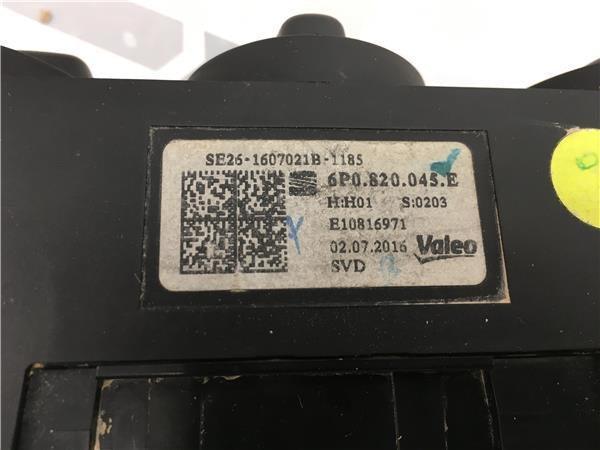 SE26-1607021B-1185
6P0.820.045.E
H:H01 S:0203
E10816971
02.07.2016 Valeo
SVD